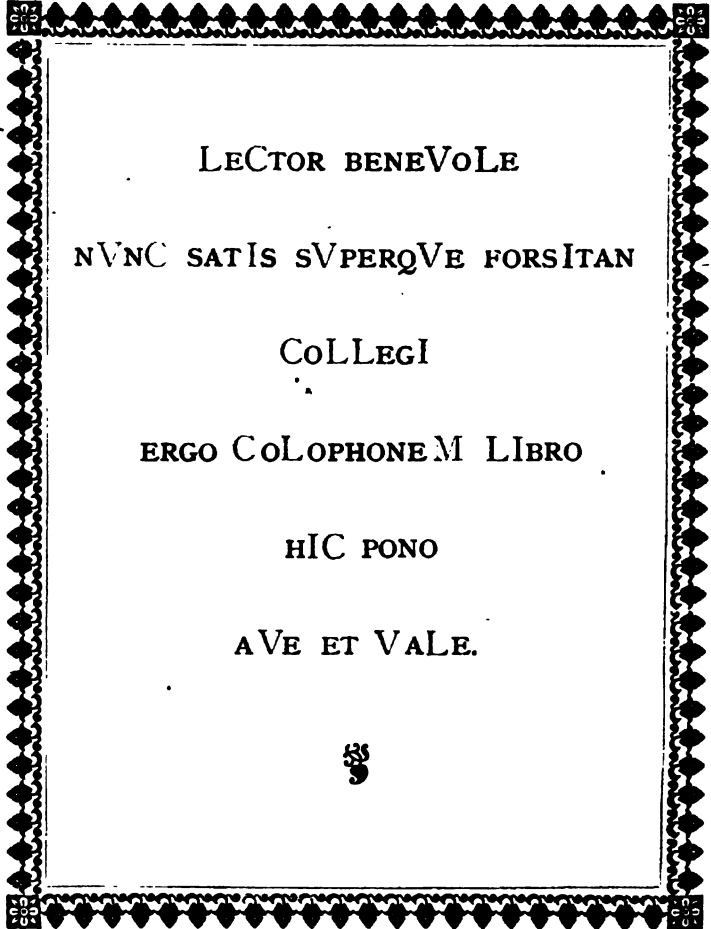 LeCtor beneVoLe
nVnC satIs sVperqVe forsItan
CoLLegI
ergo CoLophoneM LIbro
hIC pono
aVe et VaLe.